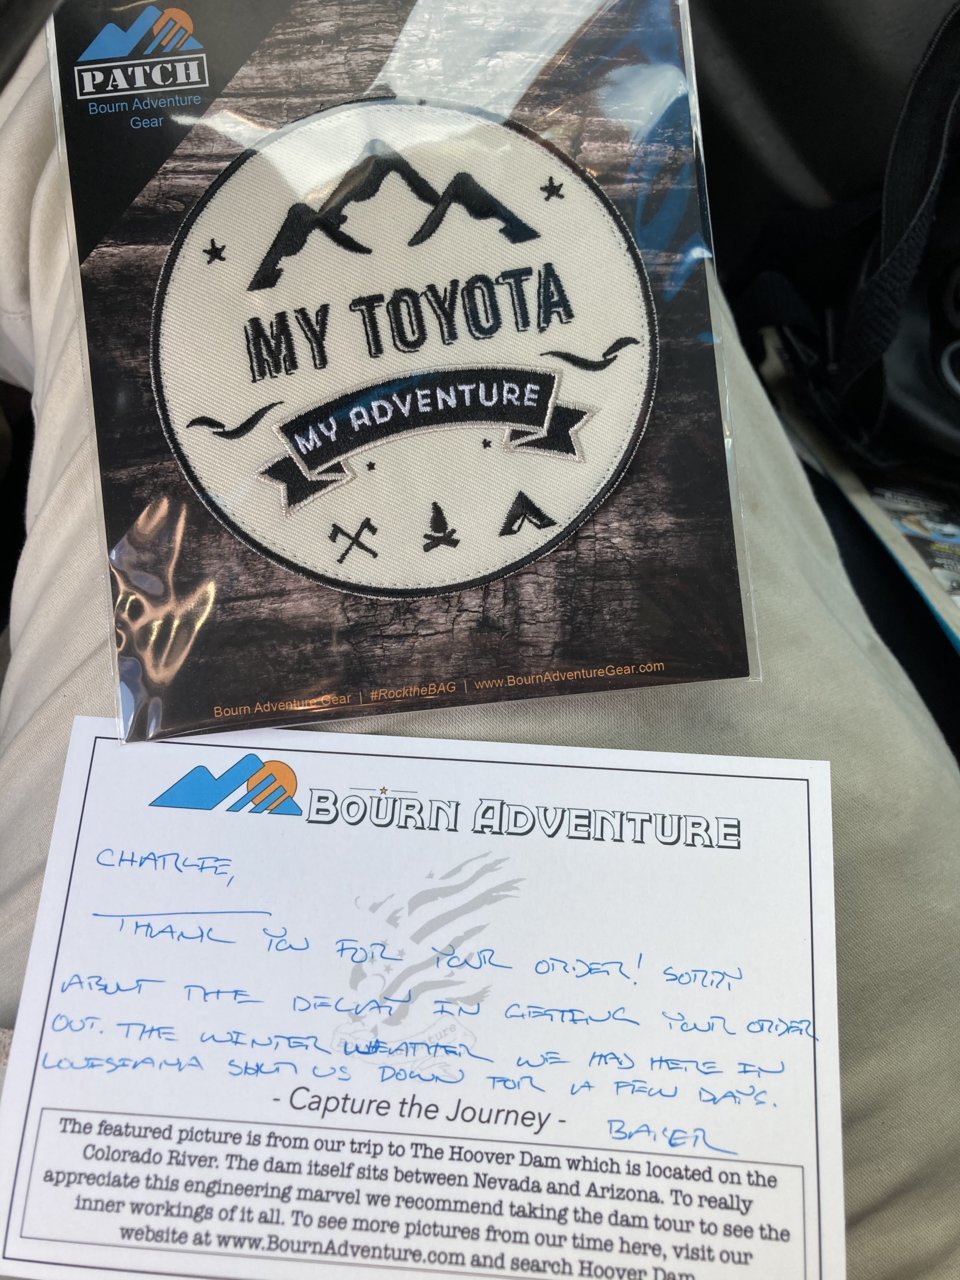 PATCH
Bourn Adventure
Gear
MY TOYOTA
MY ADVENTURE
Bourn Adventure Gear | #RocktheBAG | www.BournAdventureGear.com
BOURN ADVENTURE
CHARLIE,
THANK YOU FOR YOUR ORDER! SORRY
ABOUT THE DELAY IN GETTING YOUR ORDER
OUT. THE WINTER WEATHER WE HAD HERE IN
LOUISIANA SHUT US DOWN FOR A FEW DAYS.
- Capture the Journey -
BAKER
The featured picture is from our trip to The Hoover Dam which is located on the
Colorado River. The dam itself sits between Nevada and Arizona. To really
appreciate this engineering marvel we recommend taking the dam tour to see the
inner workings of it all. To see more pictures from our time here, visit our
website at www.BournAdventure.com and search Hoover Dam